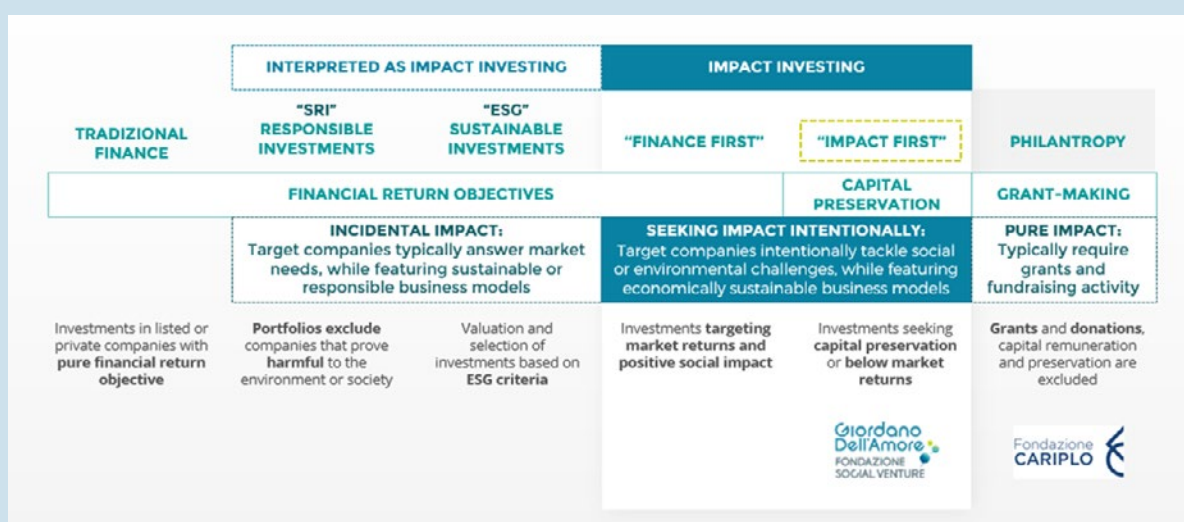 INTERPRETED AS IMPACT INVESTING
IMPACT INVESTING
TRADIZIONAL
FINANCE
"SRI"
RESPONSIBLE
INVESTMENTS
"ESG"
SUSTAINABLE
INVESTMENTS
"FINANCE FIRST"
"IMPACT FIRST"
PHILANTROPY
FINANCIAL RETURN OBJECTIVES
CAPITAL
PRESERVATION
GRANT-MAKING
INCIDENTAL IMPACT:
Target companies typically answer market
needs, while featuring sustainable or
responsible business models
SEEKING IMPACT INTENTIONALLY:
Target companies intentionally tackle social
or environmental challenges, while featuring
economically sustainable business models
PURE IMPACT:
Typically require
grants and
fundraising activity
Investments in listed or
private companies with
pure financial return
objective
Portfolios exclude
companies that prove
harmful to the
environment or society
Valuation and
selection of
investments based on
ESG criteria
Investments targeting
market returns and
positive social impact
Investments seeking
capital preservation
or below market
returns
Grants and donations,
capital remuneration
and preservation are
excluded
Giordano
Dell'Amore
FONDAZIONE
SOCIAL VENTURE
Fondazione
CARIPLO